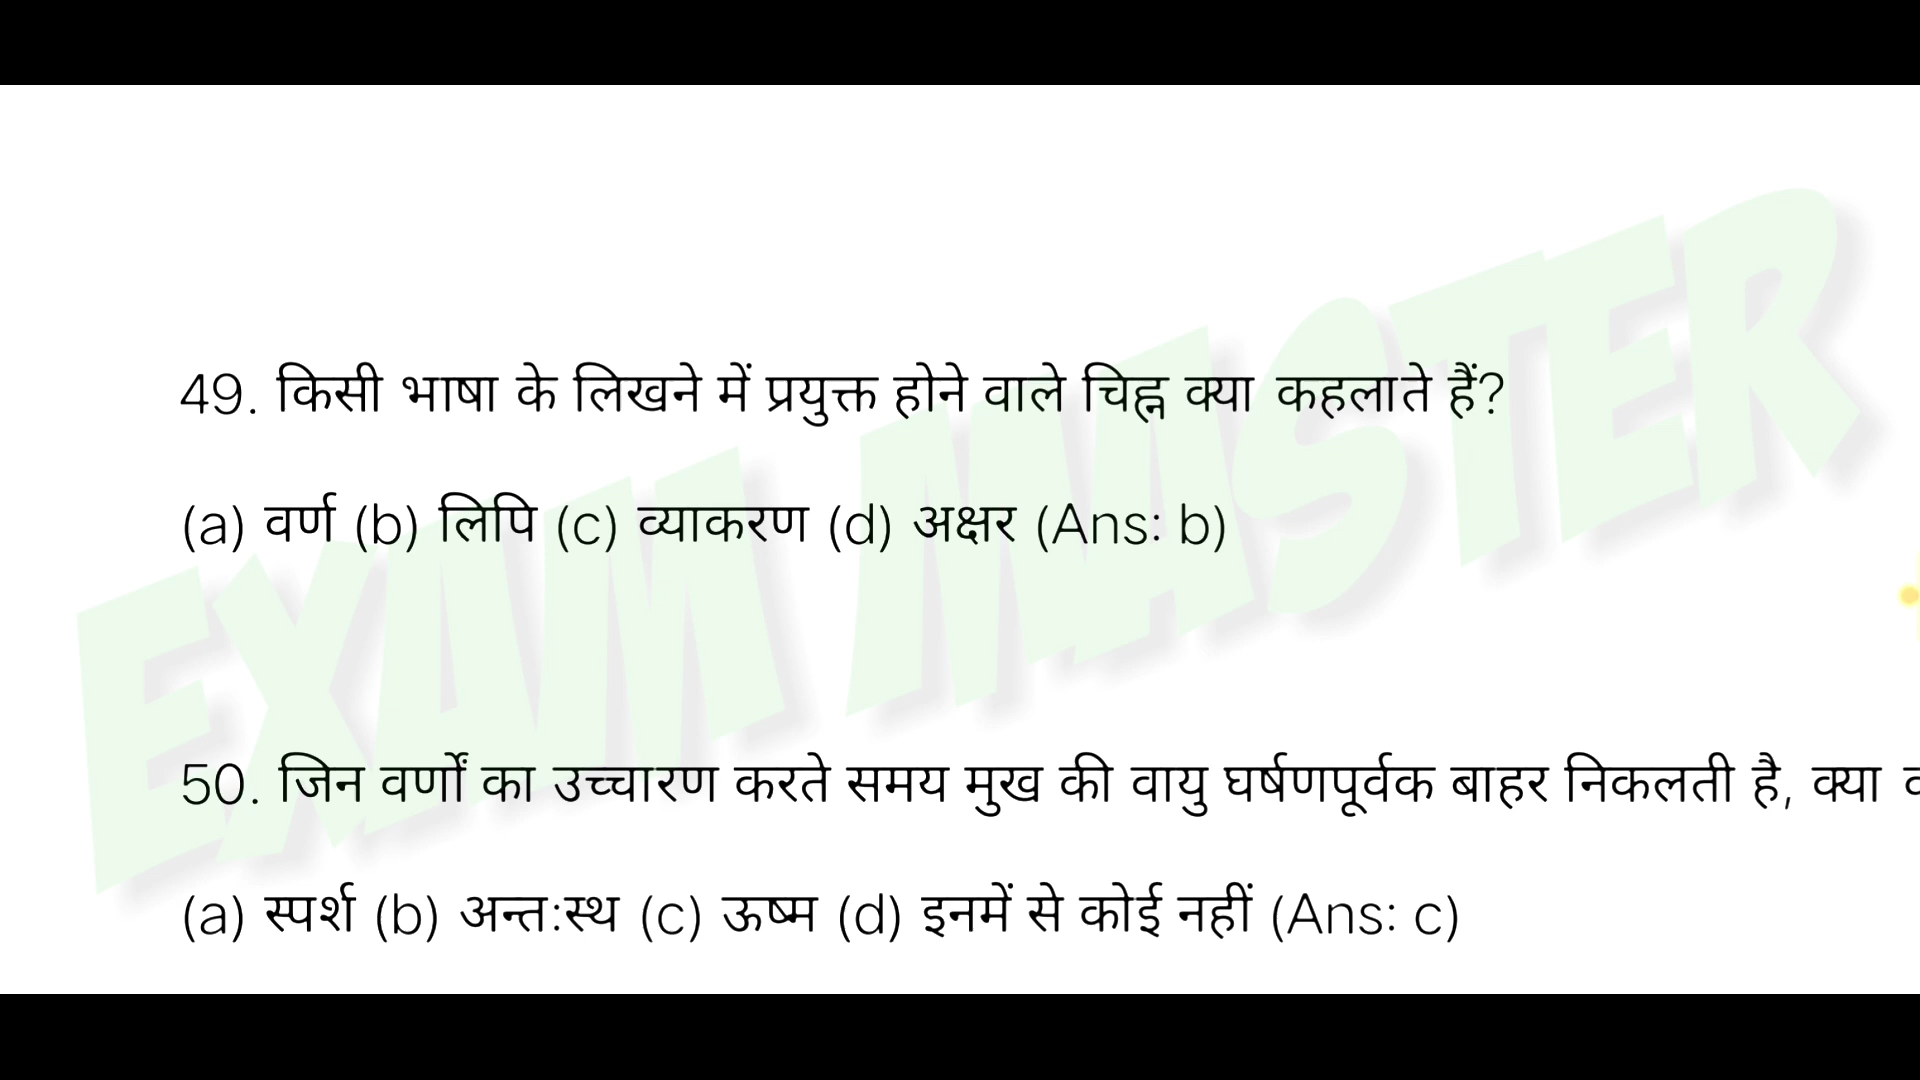 EXAM MASTER
49. किसी भाषा के लिखने में प्रयुक्त होने वाले चिह्न क्या कहलाते हैं?
(a) वर्ण (b) लिपि (c) व्याकरण (d) अक्षर (Ans: b)
50. जिन वर्णों का उच्चारण करते समय मुख की वायु घर्षणपूर्वक बाहर निकलती है, क्या
(a) स्पर्श (b) अन्त:स्थ (c) ऊष्म (d) इनमें से कोई नहीं (Ans: c)